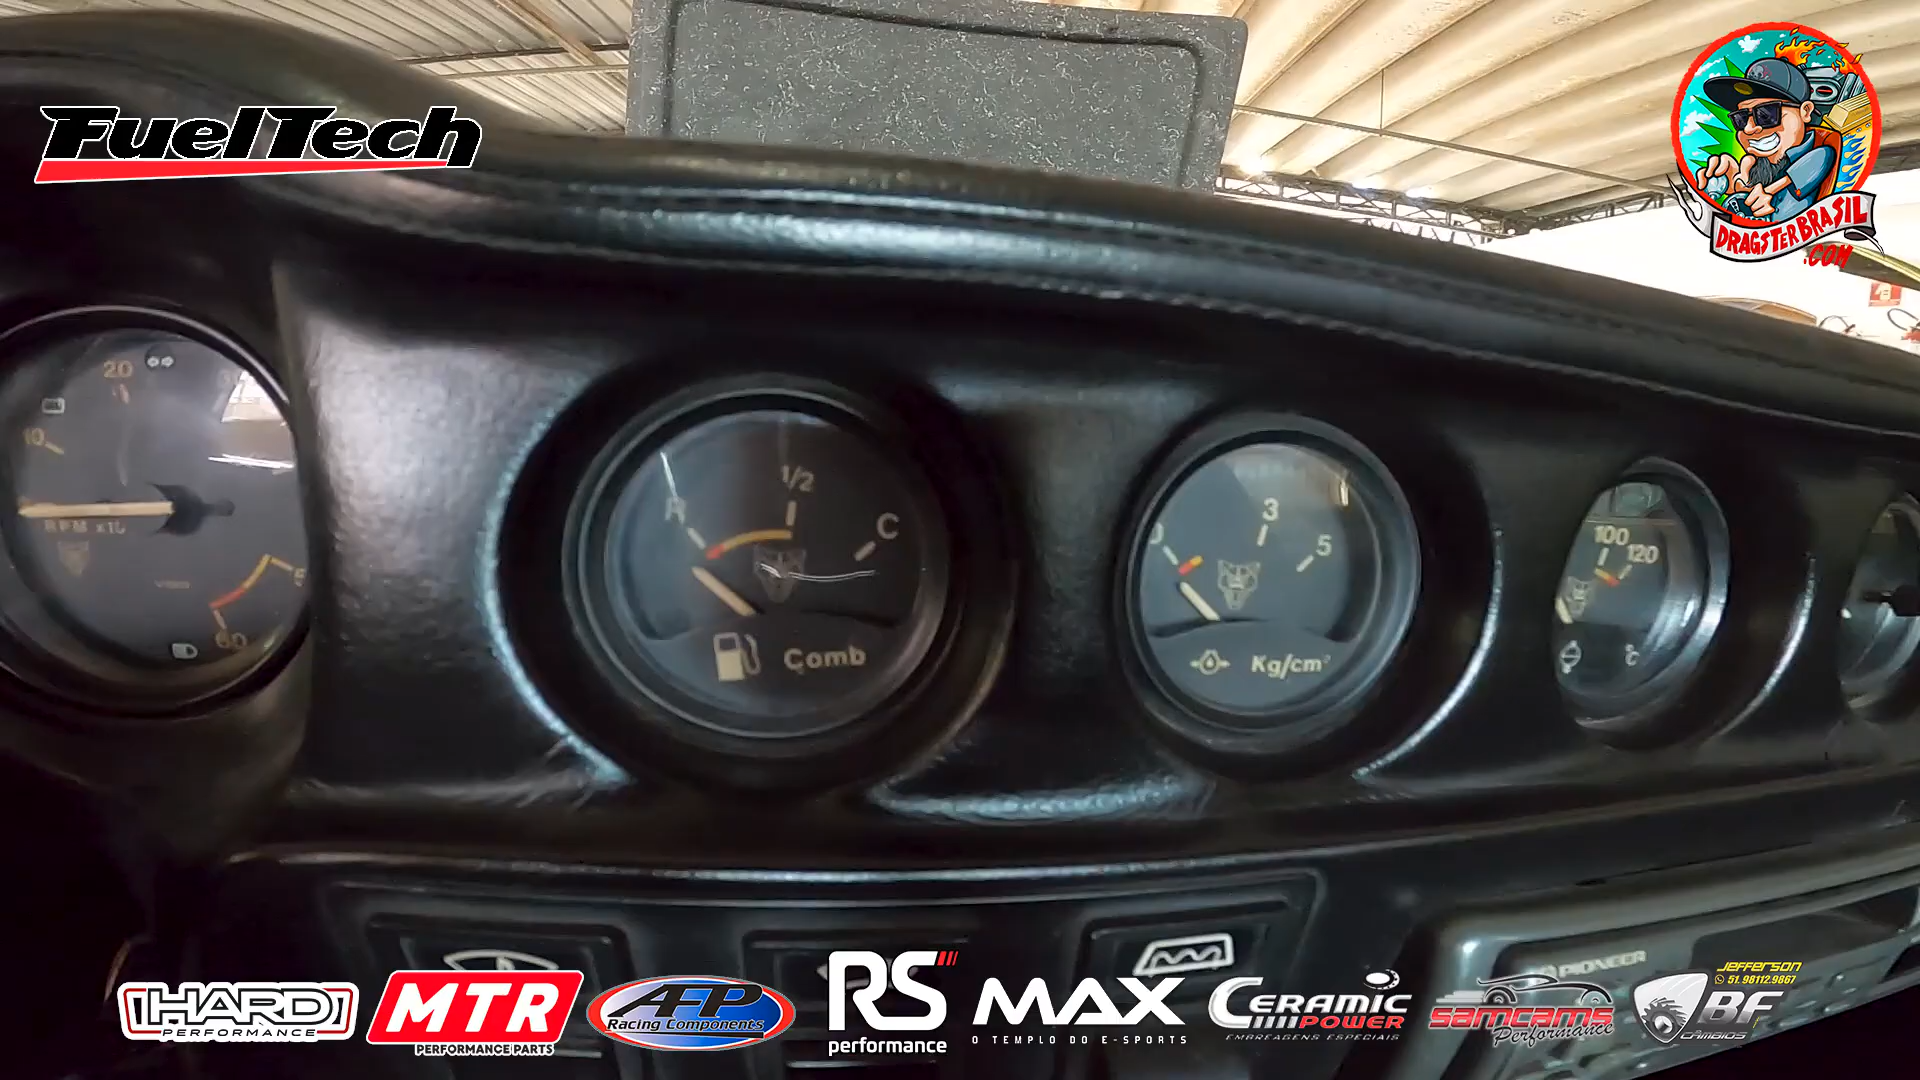 FuelTech
DRAGSTERBRASIL
.COM
20
10
RPM x10
60
R
1/2
C
Comb
3
5
Kg/cm²
100
120
°C
PIONEER
HARD
PERFORMANCE
MTR
PERFORMANCE PARTS
AFP
Racing Components
RS
performance
MAX
O TEMPLO DO E-SPORTS
CERAMIC
POWER
EMBREAGENS ESPECIAIS
samcams
Performance
JEFFERSON
51.98112.9867
BF
CÂMBIOS